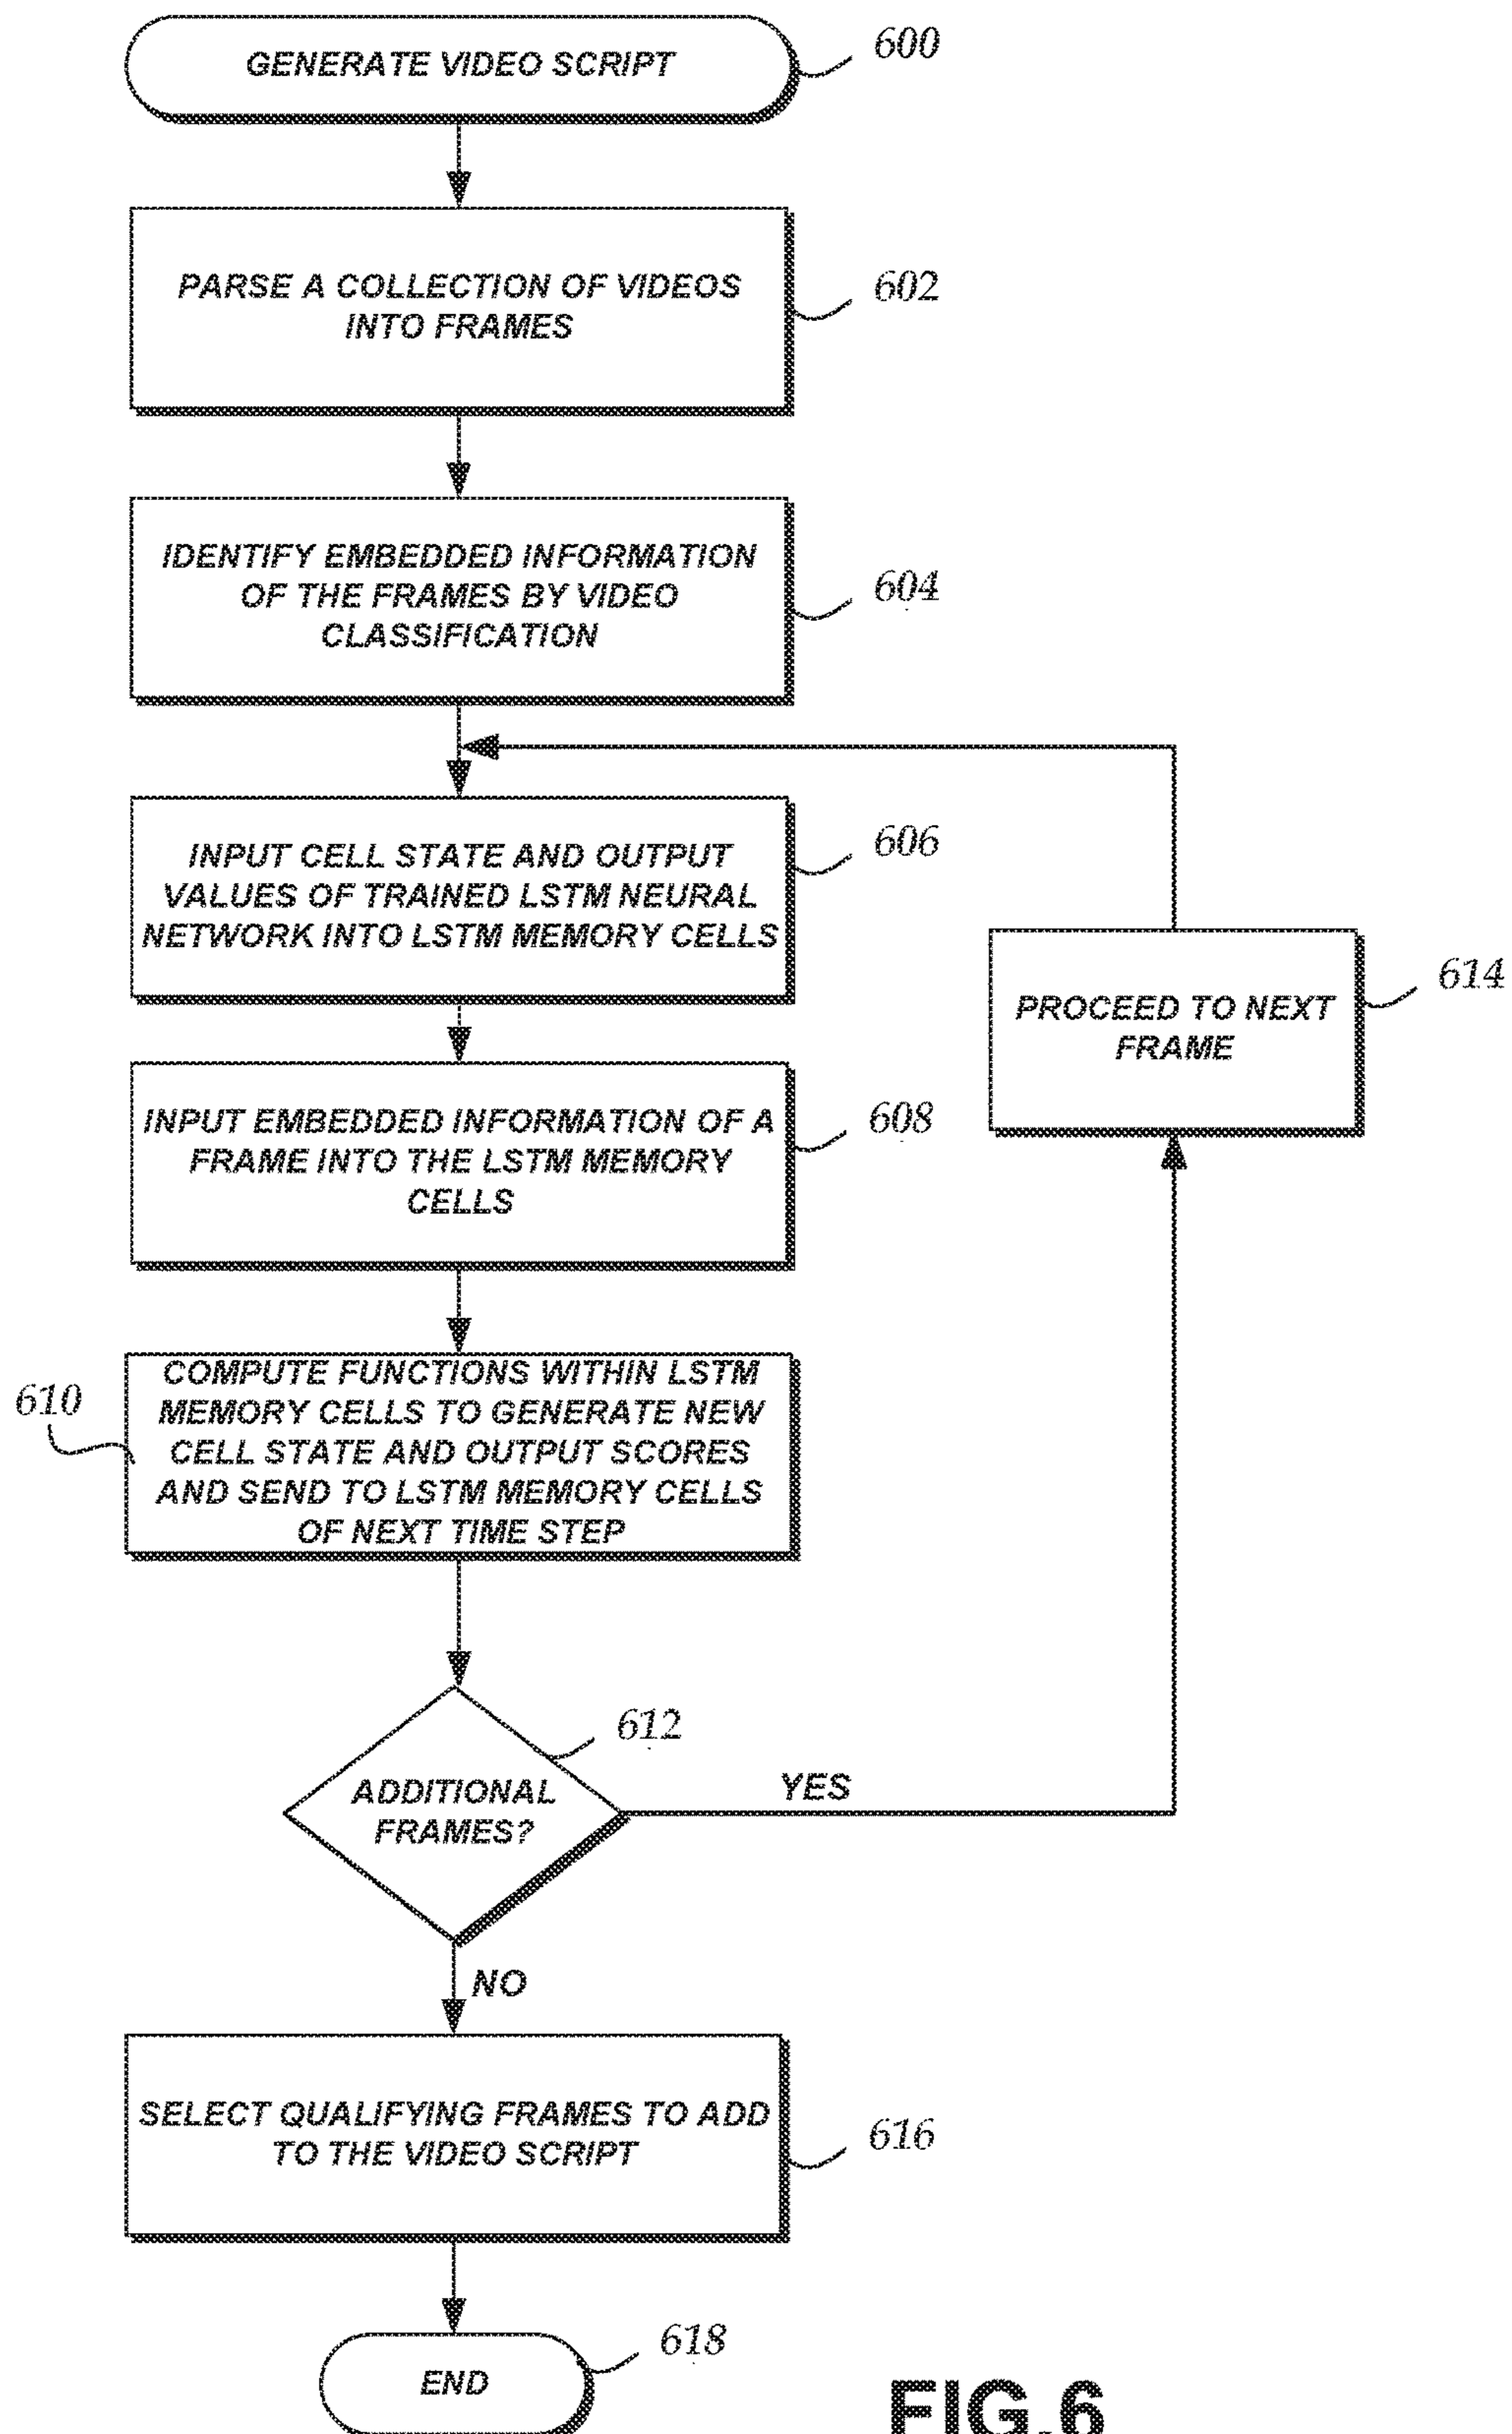 GENERATE VIDEO SCRIPT
600
PARSE A COLLECTION OF VIDEOS
INTO FRAMES
602
IDENTIFY EMBEDDED INFORMATION
OF THE FRAMES BY VIDEO
CLASSIFICATION
604
INPUT CELL STATE AND OUTPUT
VALUES OF TRAINED LSTM NEURAL
NETWORK INTO LSTM MEMORY CELLS
606
PROCEED TO NEXT
FRAME
614
INPUT EMBEDDED INFORMATION OF A
FRAME INTO THE LSTM MEMORY
CELLS
608
COMPUTE FUNCTIONS WITHIN LSTM
MEMORY CELLS TO GENERATE NEW
CELL STATE AND OUTPUT SCORES
AND SEND TO LSTM MEMORY CELLS
OF NEXT TIME STEP
610
ADDITIONAL
FRAMES?
612
YES
NO
SELECT QUALIFYING FRAMES TO ADD
TO THE VIDEO SCRIPT
616
END
618
FIG.6